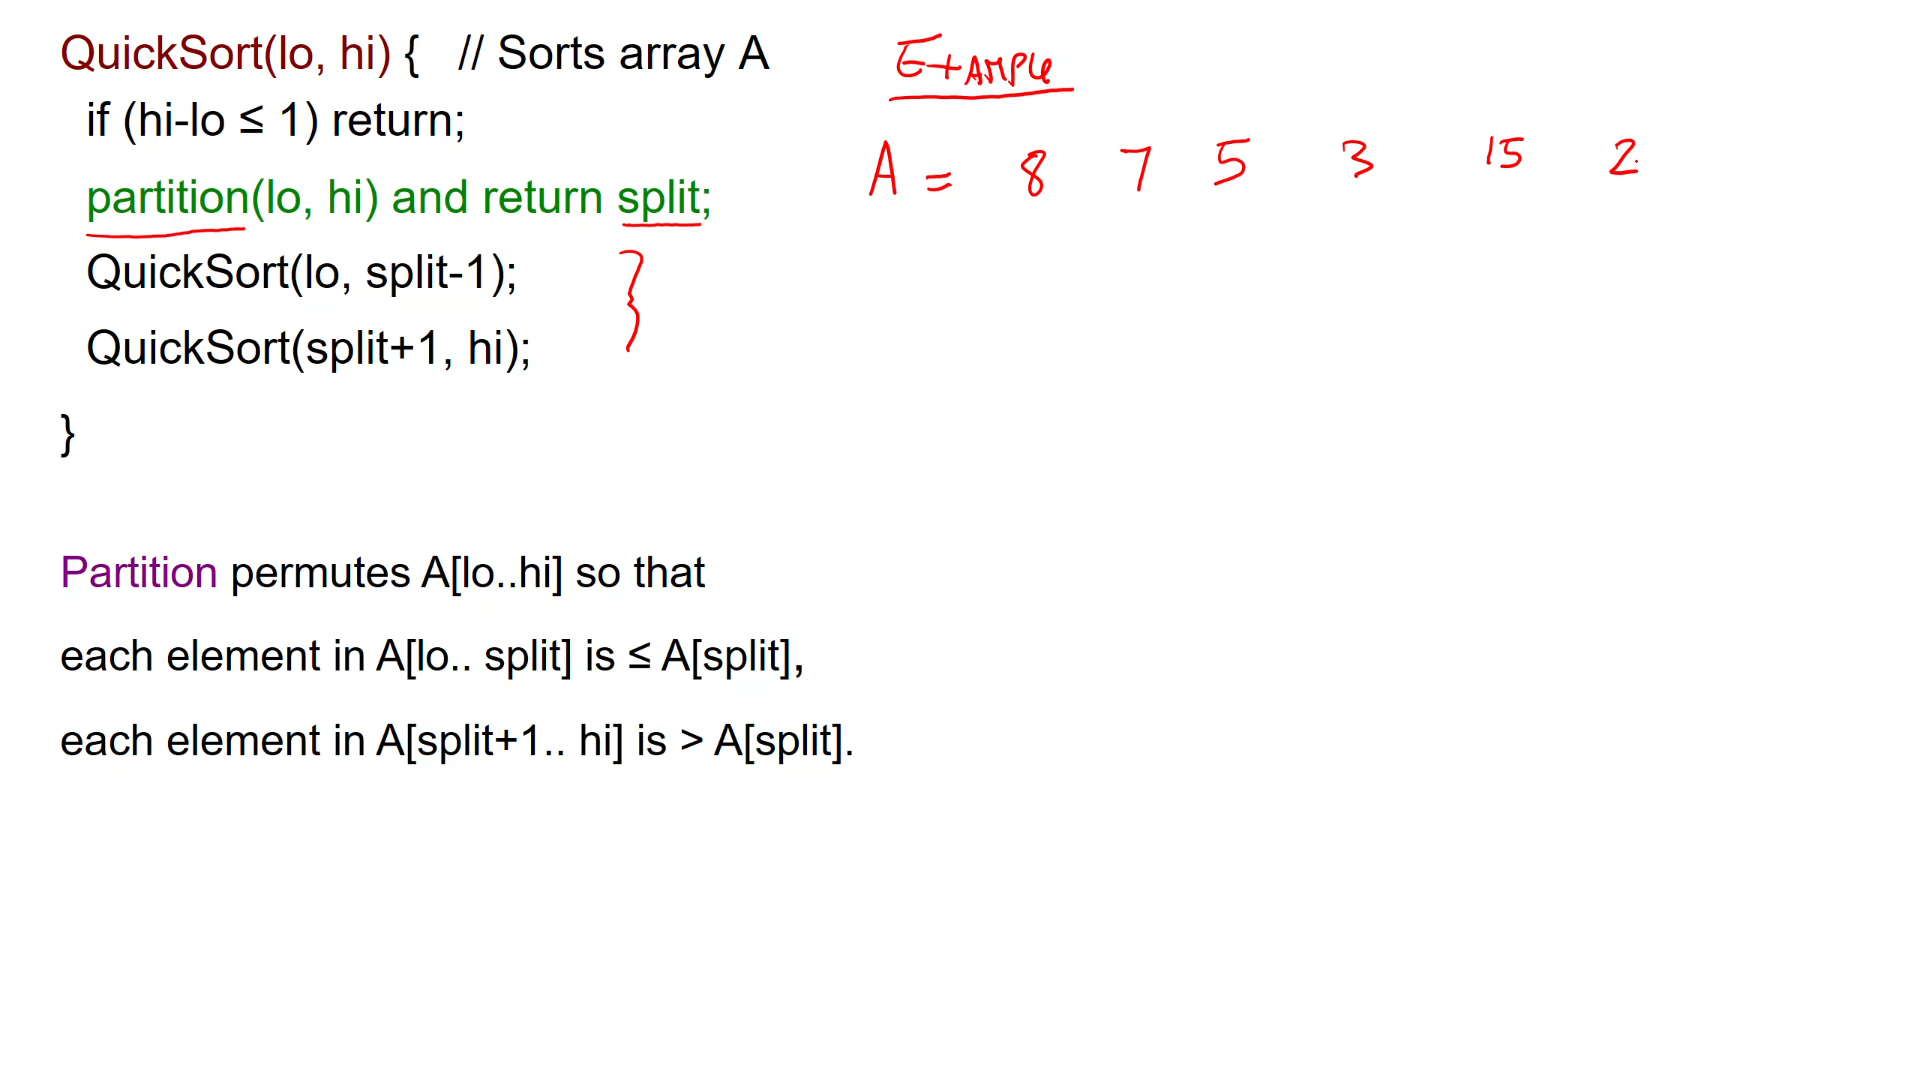 QuickSort(lo, hi) { // Sorts array A
if (hi-lo ≤ 1) return;
partition(lo, hi) and return split;
QuickSort(lo, split-1);
QuickSort(split+1, hi);
}
Partition permutes A[lo..hi] so that
each element in A[lo.. split] is ≤ A[split],
each element in A[split+1.. hi] is > A[split].
Example
A = 8 7 5 3 15 2